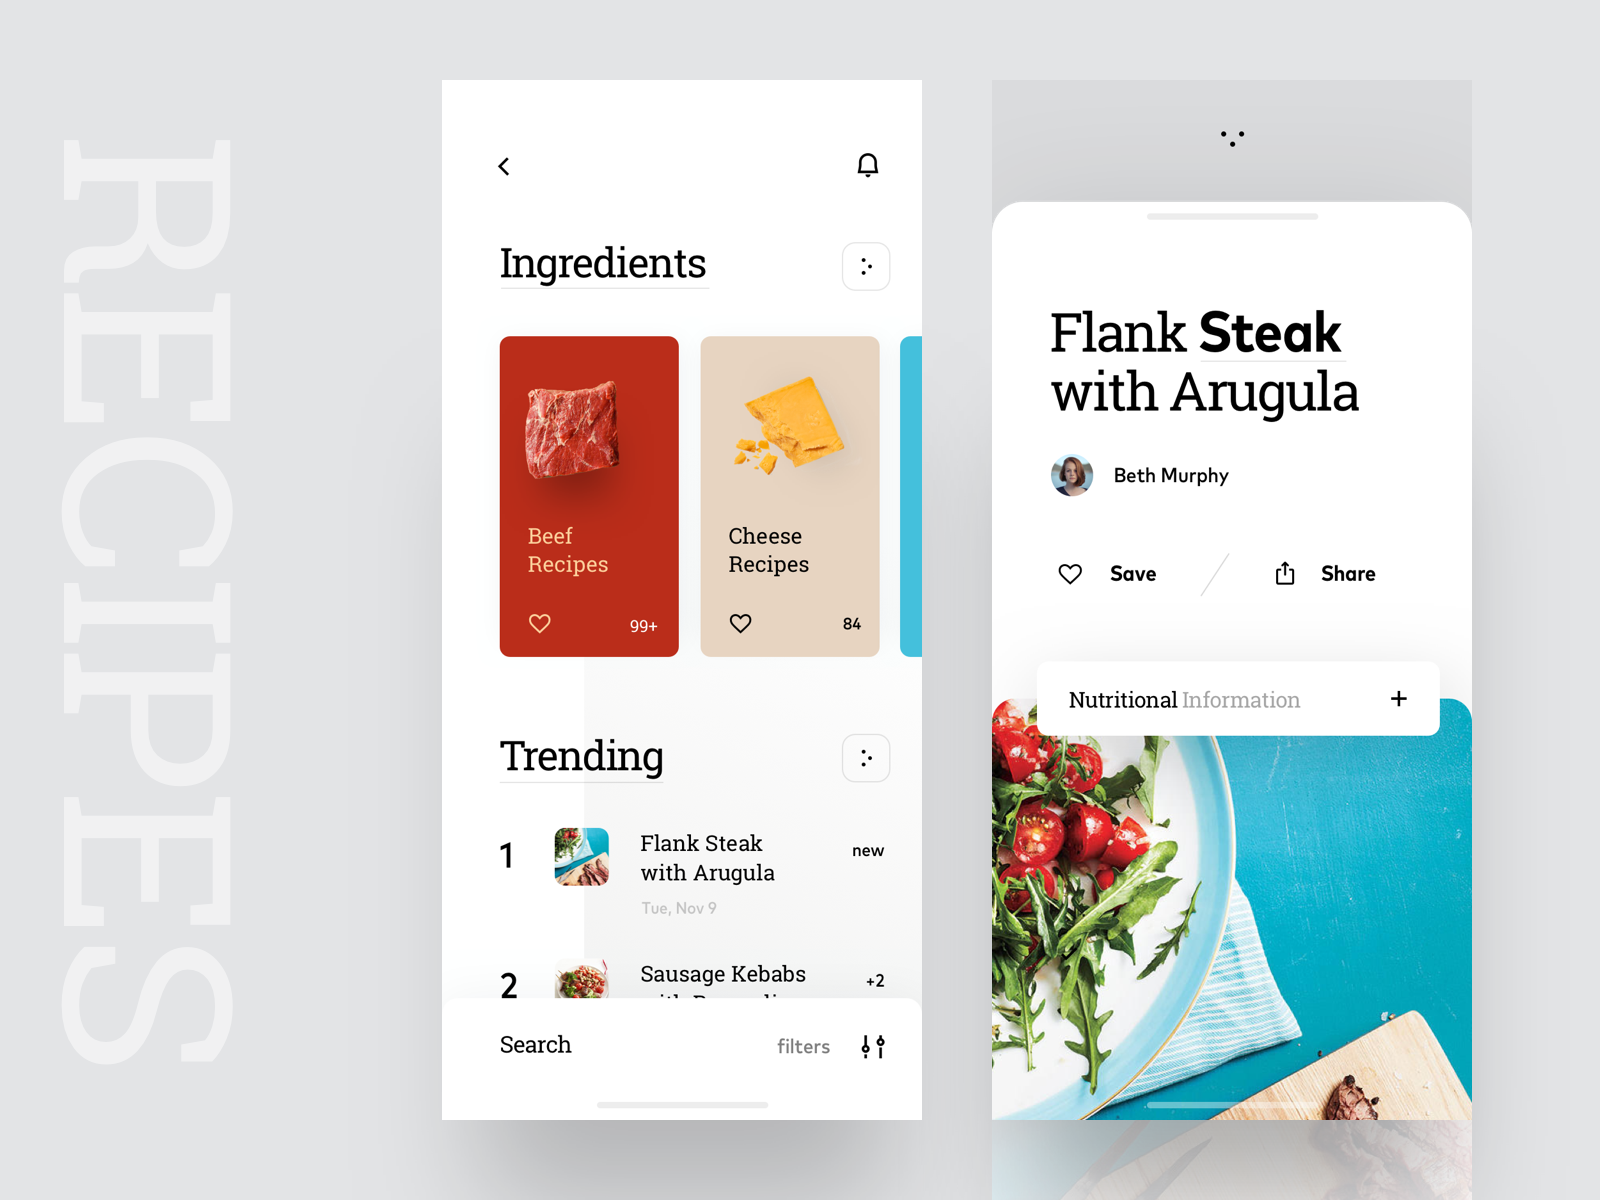 RECIPES
Ingredients
Beef
Recipes
99+
Cheese
Recipes
84
Trending
1
Flank Steak
with Arugula
new
Tue, Nov 9
2
Sausage Kebabs
+2
Search
filters
Flank Steak
with Arugula
Beth Murphy
Save
Share
Nutritional Information